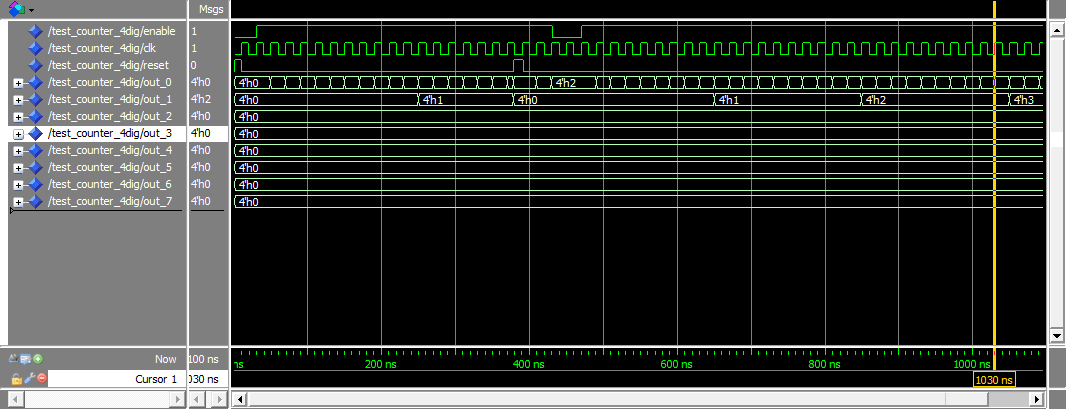 Msgs
/test_counter_4dig/enable 1
/test_counter_4dig/clk 1
/test_counter_4dig/reset 0
/test_counter_4dig/out_0 4'h0 4'h0 4'h2
/test_counter_4dig/out_1 4'h2 4'h0 4'h1 4'h0 4'h1 4'h2 4'h3
/test_counter_4dig/out_2 4'h0 4'h0
/test_counter_4dig/out_3 4'h0 4'h0
/test_counter_4dig/out_4 4'h0 4'h0
/test_counter_4dig/out_5 4'h0 4'h0
/test_counter_4dig/out_6 4'h0 4'h0
/test_counter_4dig/out_7 4'h0 4'h0
Now 100 ns ns 200 ns 400 ns 600 ns 800 ns 1000 ns
Cursor 1 030 ns 1030 ns